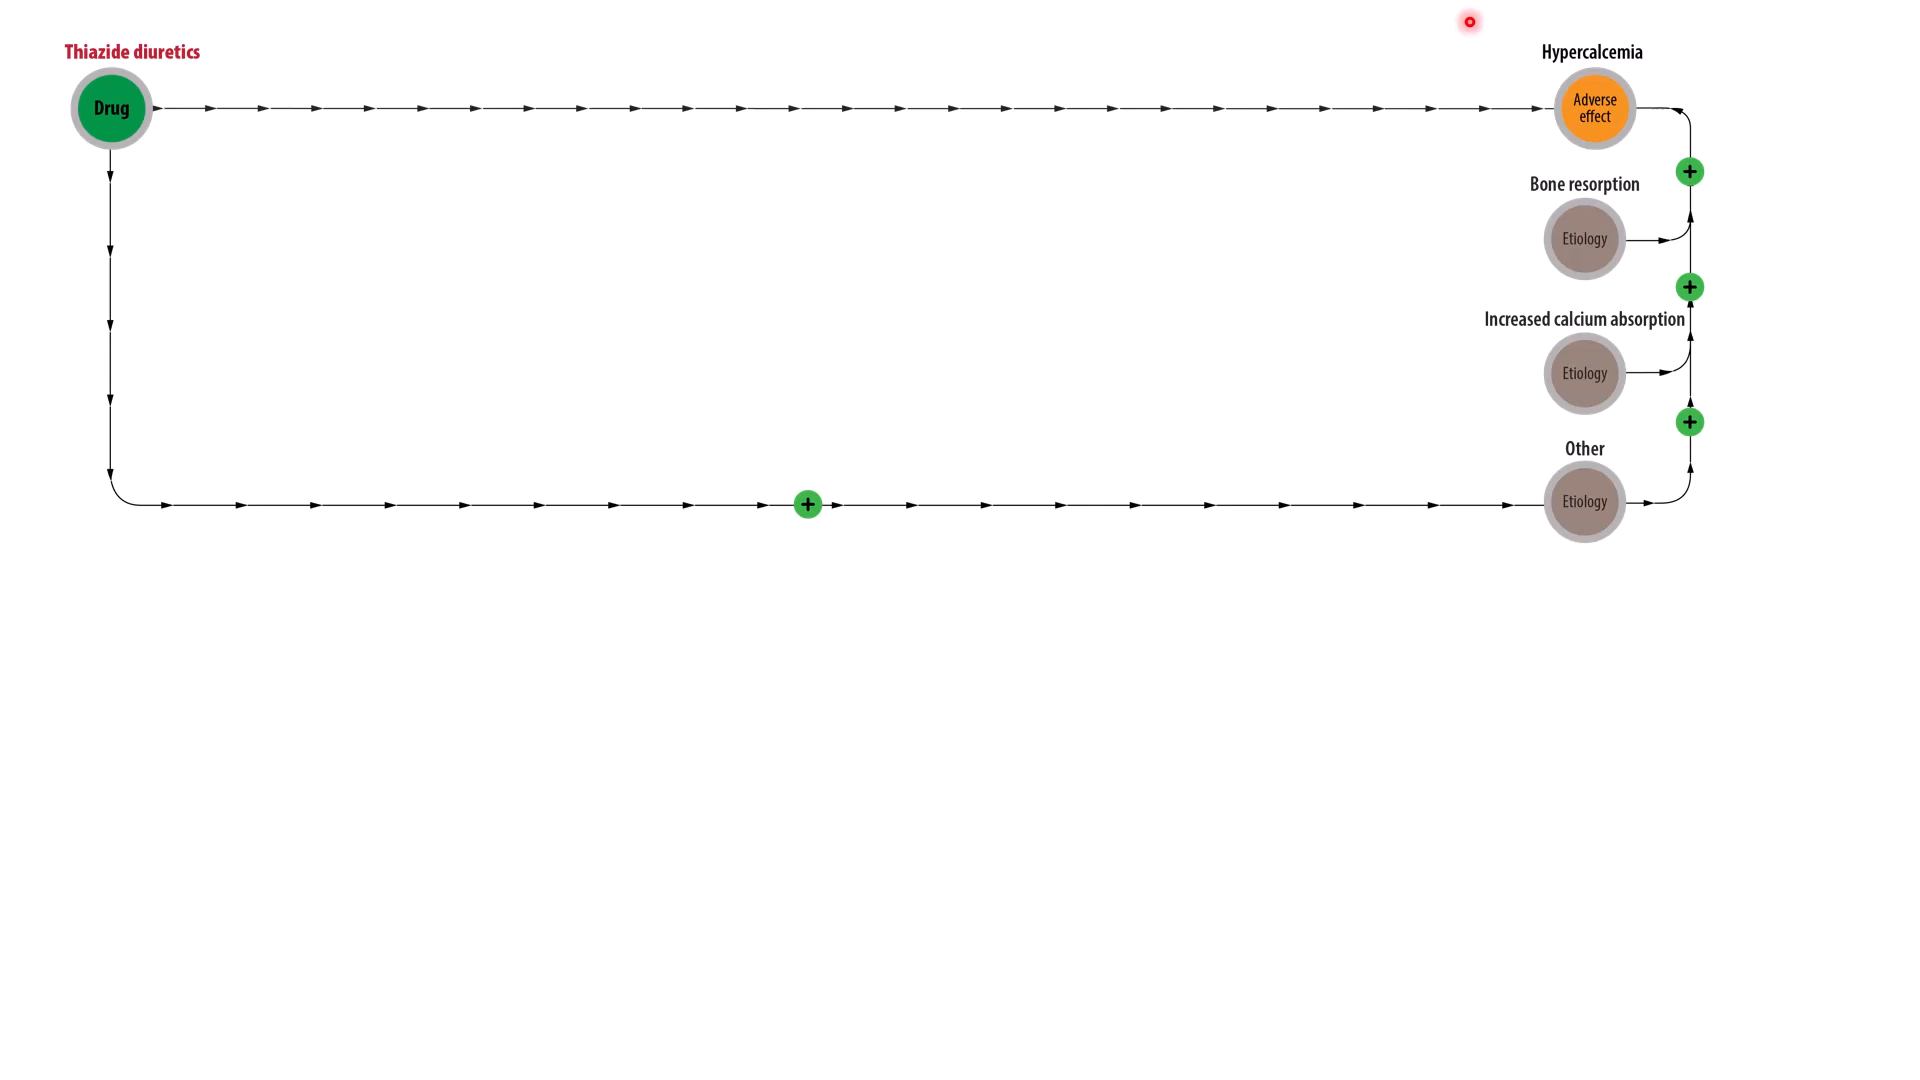 Thiazide diuretics
Drug
Hypercalcemia
Adverse
effect
Bone resorption
Etiology
Increased calcium absorption
Etiology
Other
Etiology